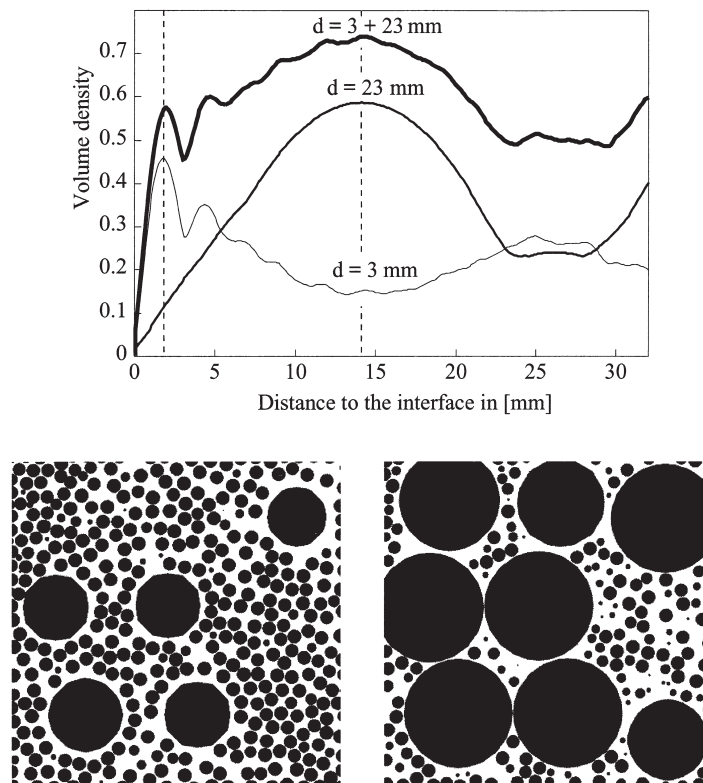 d = 3 + 23 mm
0.7
d = 23 mm
0.6
0.5
0.4
0.3
d = 3 mm
0.2
0.1
0
Volume density
0 5 10 15 20 25 30
Distance to the interface in [mm]